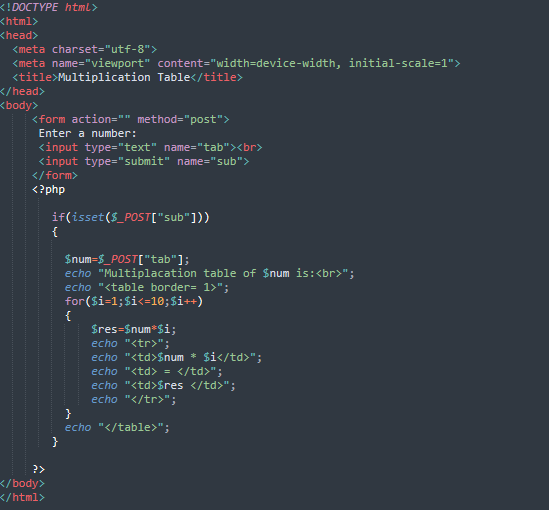 <!DOCTYPE html>
<html>
<head>
<meta charset="utf-8">
<meta name="viewport" content="width=device-width, initial-scale=1">
<title>Multiplication Table</title>
</head>
<body>
<form action="" method="post">
Enter a number:
<input type="text" name="tab"><br>
<input type="submit" name="sub">
</form>
<?php
if(isset($_POST["sub"]))
{
$num=$_POST["tab"];
echo "Multiplacation table of $num is:<br>";
echo "<table border= 1>";
for($i=1;$i<=10;$i++)
{
$res=$num*$i;
echo "<tr>";
echo "<td>$num * $i</td>";
echo "<td> = </td>";
echo "<td>$res </td>";
echo "</tr>";
}
echo "</table>";
}
?>
</body>
</html>